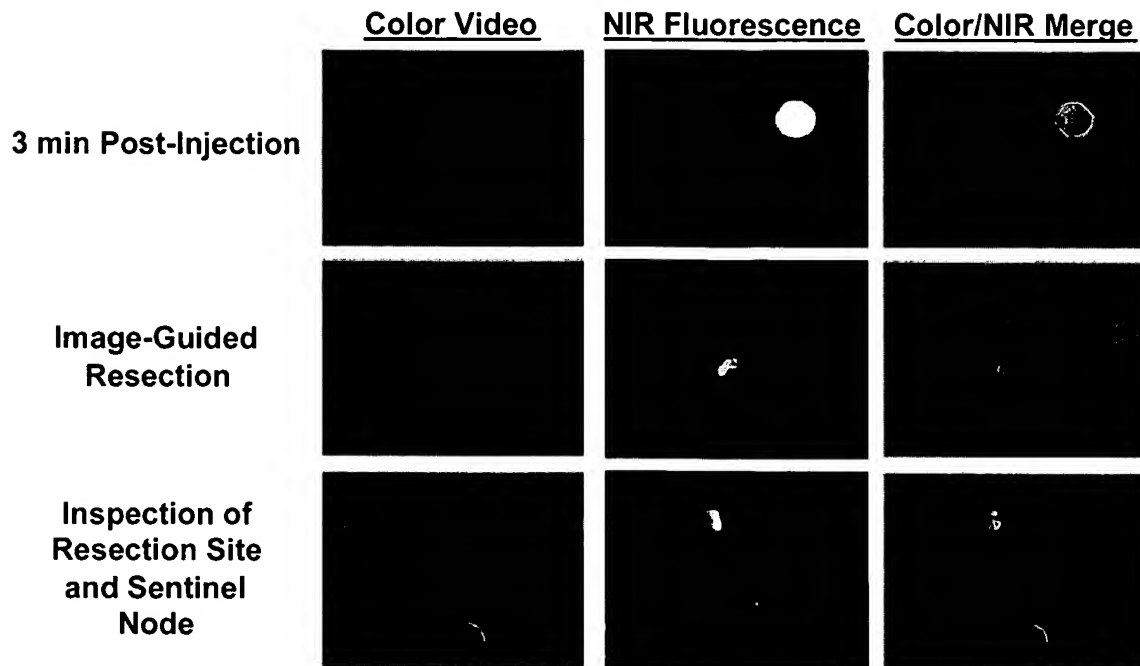 Color Video NIR Fluorescence Color/NIR Merge
3 min Post-Injection
Image-Guided
Resection
Inspection of
Resection Site
and Sentinel
Node